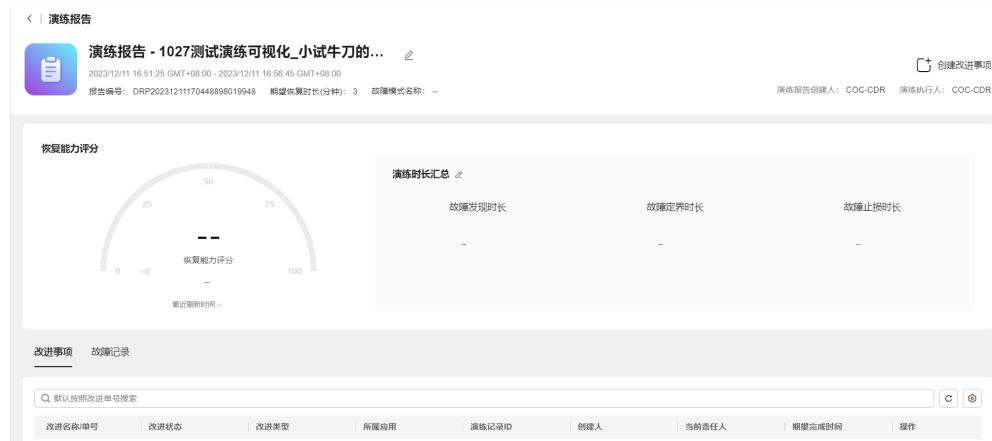 演练报告
演练报告 - 1027测试演练可视化_小试牛刀的...
2023/12/11 16:51:25 GMT+08:00 - 2023/12/11 16:56:45 GMT+08:00
创建改进事项
报告编号： DRP20231211170448898019948 期望恢复时长(分钟)： 3 故障模式名称： --
演练报告创建人： COC-CDR 演练执行人： COC-CDR
恢复能力评分
演练时长汇总
0 25 50 75 100
--
恢复能力评分
--
最近刷新时间:--
故障发现时长 故障定界时长 故障止损时长
-- -- --
改进事项 故障记录
默认按照改进单号搜索
改进名称/单号 改进状态 改进类型 所属应用 演练记录ID 创建人 当前责任人 期望完成时间 操作